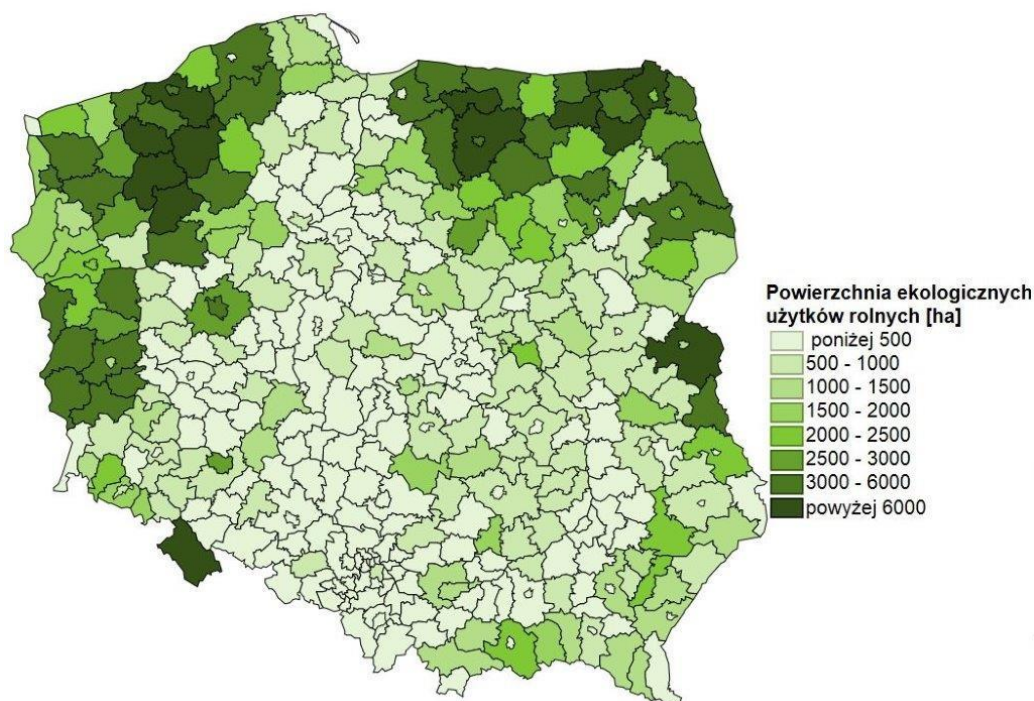 Powierzchnia ekologicznych
użytków rolnych [ha]
poniżej 500
500 - 1000
1000 - 1500
1500 - 2000
2000 - 2500
2500 - 3000
3000 - 6000
powyżej 6000